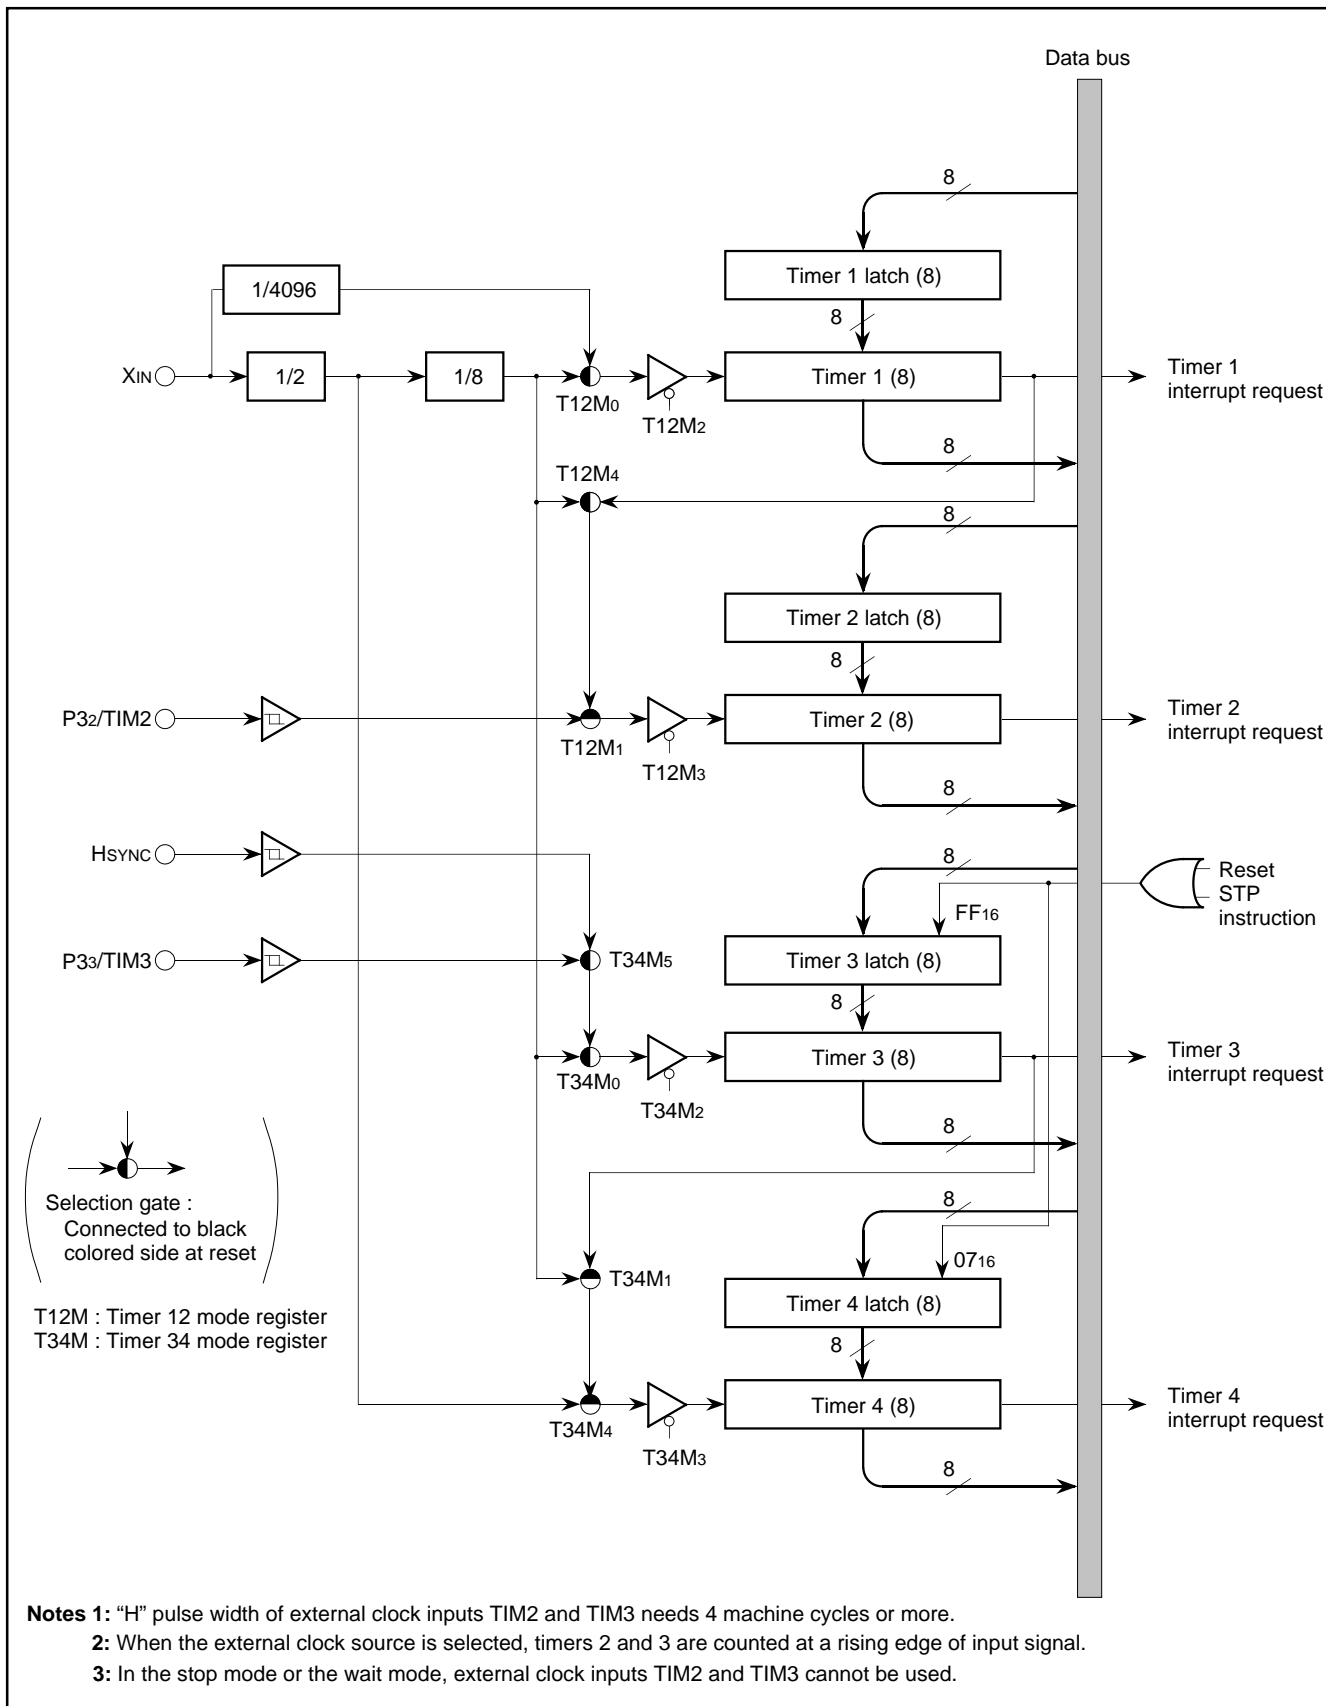 Data bus
8
Timer 1 latch (8)
1/4096
8
XIN
1/2
1/8
T12M0
T12M2
Timer 1 (8)
Timer 1
interrupt request
8
T12M4
8
Timer 2 latch (8)
8
P32/TIM2
T12M1
T12M3
Timer 2 (8)
Timer 2
interrupt request
8
HSYNC
8
Reset
STP
instruction
FF16
P33/TIM3
T34M5
Timer 3 latch (8)
8
T34M0
T34M2
Timer 3 (8)
Timer 3
interrupt request
8
Selection gate :
Connected to black
colored side at reset
8
0716
T34M1
Timer 4 latch (8)
T12M : Timer 12 mode register
T34M : Timer 34 mode register
8
T34M4
T34M3
Timer 4 (8)
Timer 4
interrupt request
8
Notes 1: “H” pulse width of external clock inputs TIM2 and TIM3 needs 4 machine cycles or more.
2: When the external clock source is selected, timers 2 and 3 are counted at a rising edge of input signal.
3: In the stop mode or the wait mode, external clock inputs TIM2 and TIM3 cannot be used.